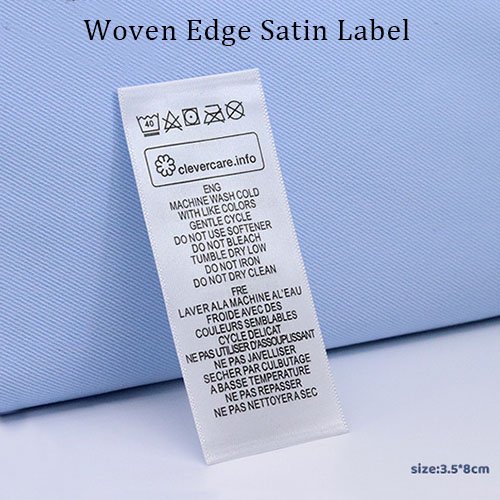 Woven Edge Satin Label
40
clevercare.info
ENG
MACHINE WASH COLD
WITH LIKE COLORS
GENTLE CYCLE
DO NOT USE SOFTENER
DO NOT BLEACH
TUMBLE DRY LOW
DO NOT IRON
DO NOT DRY CLEAN
FRE
LAVER A LA MACHINE A L'EAU
FROIDE AVEC DES
COULEURS SEMBLABLES
CYCLE DELICAT
NE PAS UTILISER D'ASSOUPLISSANT
NE PAS JAVELLISER
SECHER PAR CULBUTAGE
A BASSE TEMPERATURE
NE PAS REPASSER
NE PAS NETTOYER A SEC
size:3.5*8cm